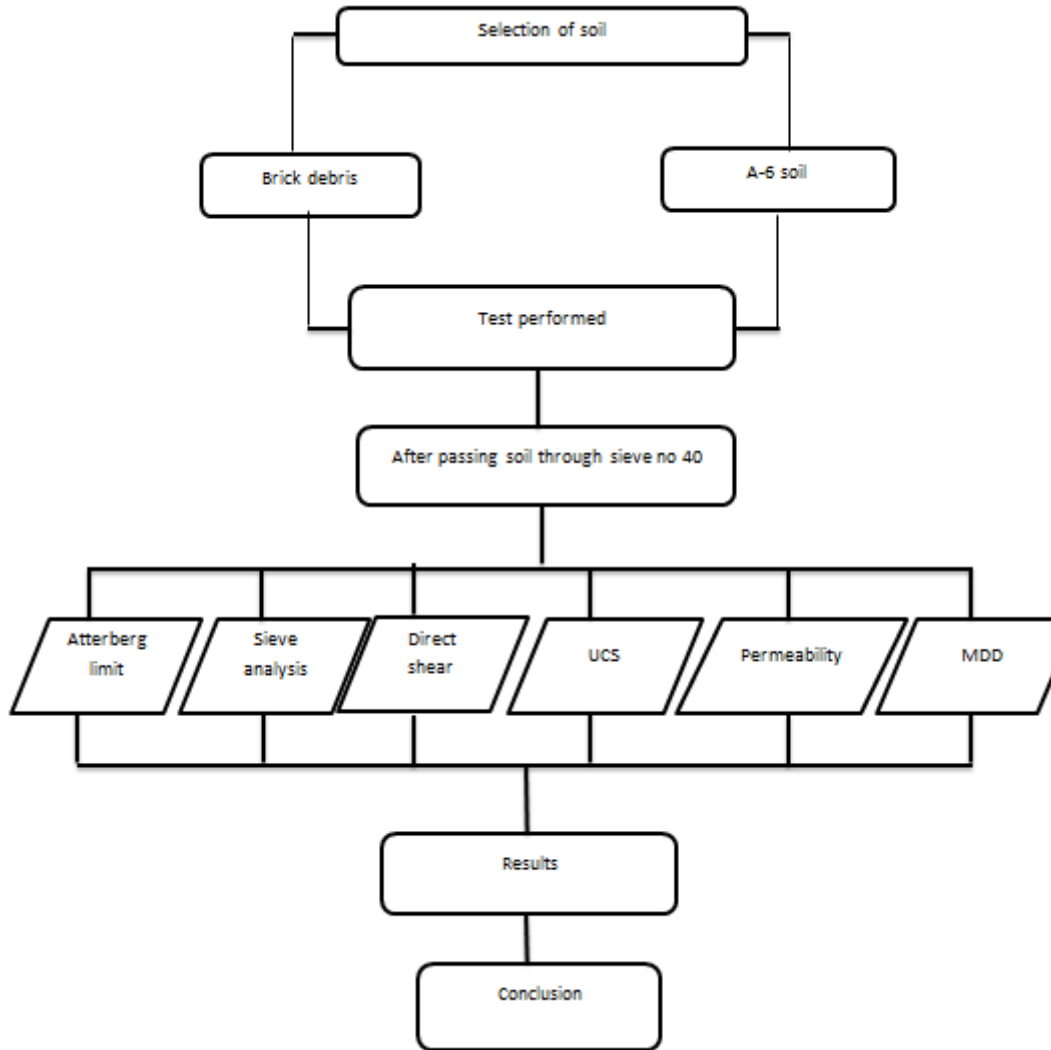 Selection of soil
Brick debris
A-6 soil
Test performed
After passing soil through sieve no 40
Atterberg
limit
Sieve
analysis
Direct
shear
UCS
Permeability
MDD
Results
Conclusion